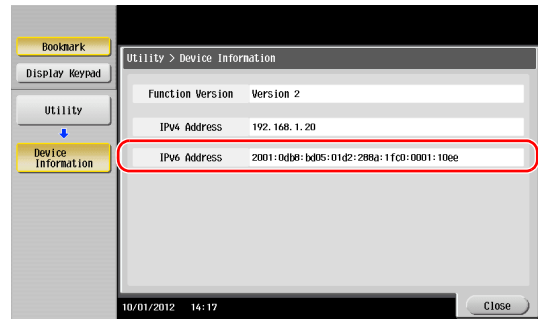 Bookmark
Display Keypad
Utility
Device
Information
Utility > Device Information
Function Version Version 2
IPv4 Address 192.168.1.20
IPv6 Address 2001:0db8:bd05:01d2:288a:1fc0:0001:10ee
10/01/2012 14:17
Close